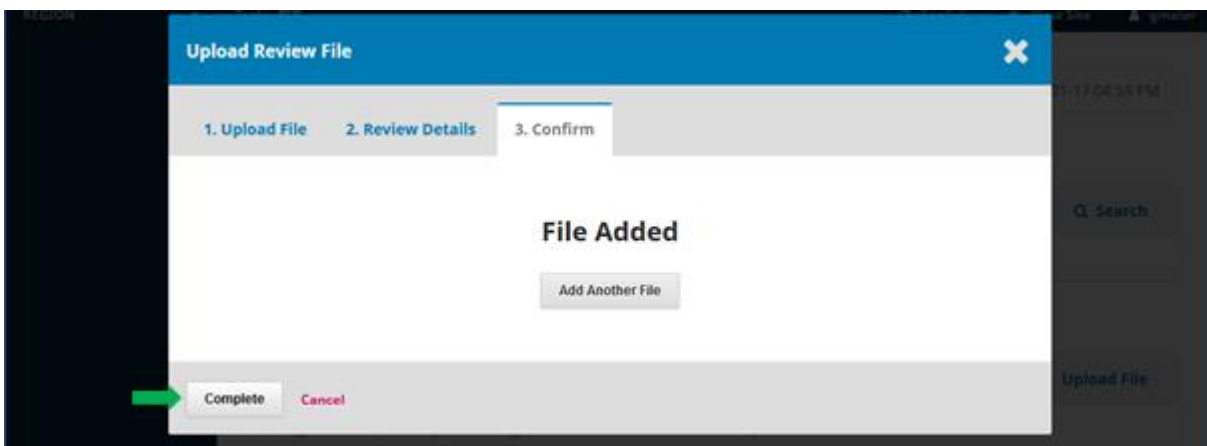 REGION
Upload Review File
1. Upload File 2. Review Details 3. Confirm
File Added
Search
Add Another File
Upload File
Complete Cancel